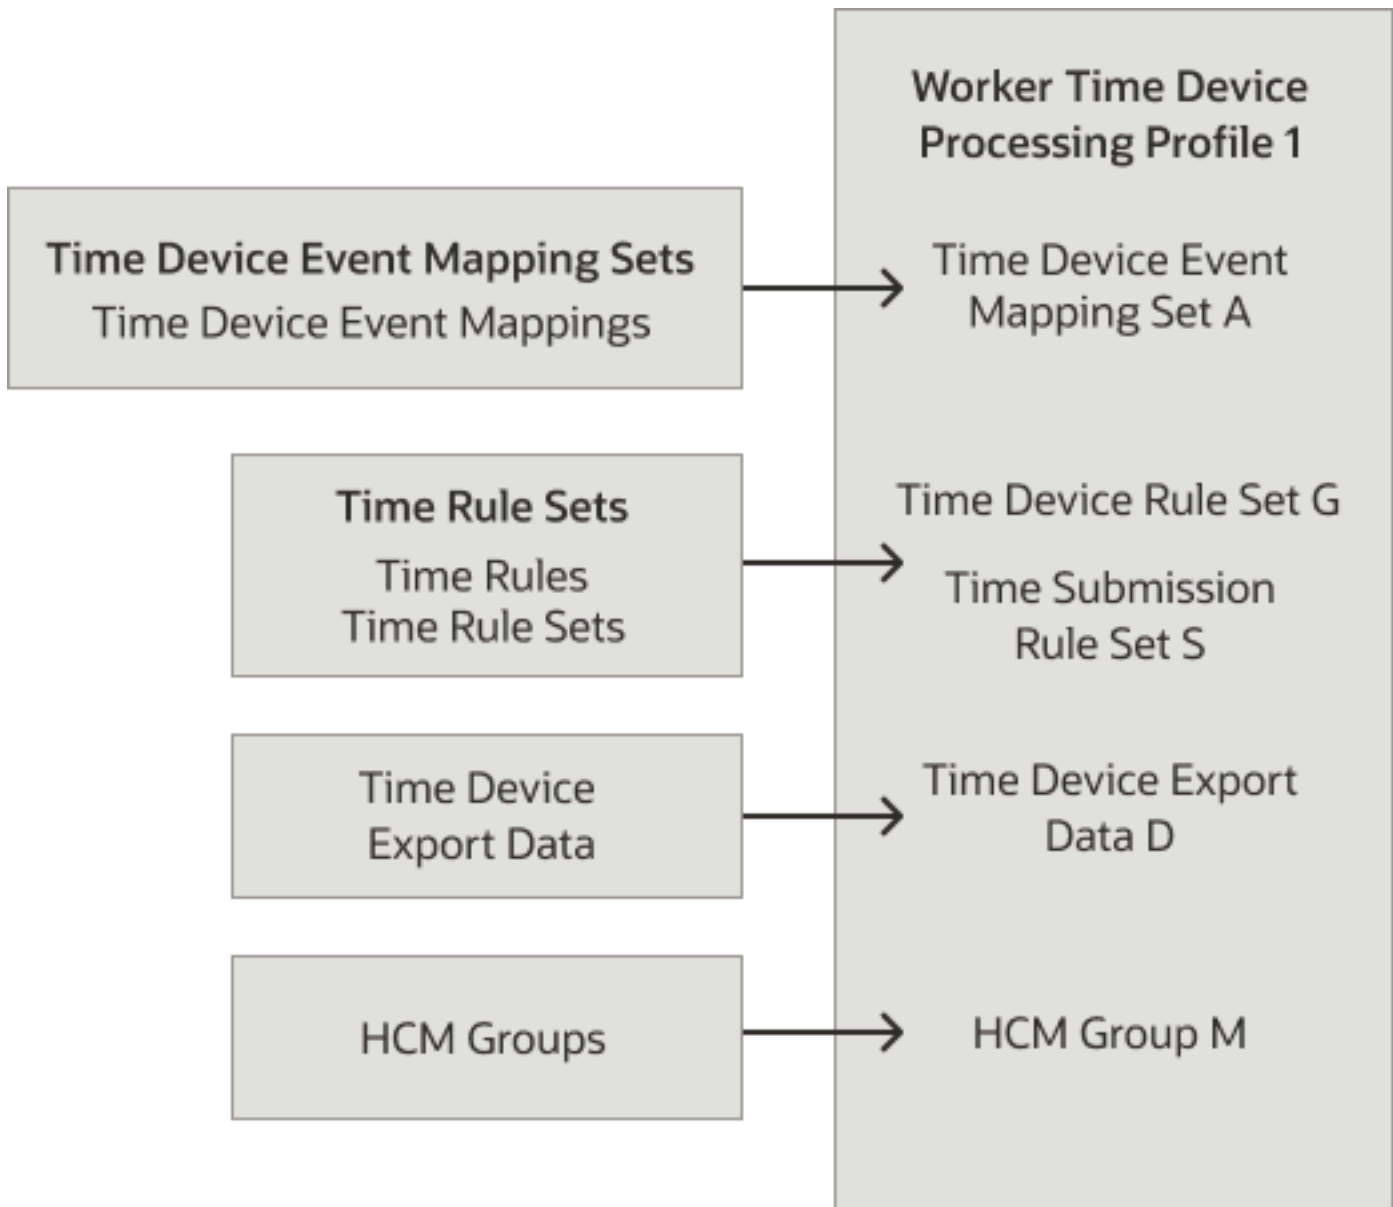 Worker Time Device
Processing Profile 1
Time Device Event Mapping Sets
Time Device Event Mappings
Time Device Event
Mapping Set A
Time Rule Sets
Time Rules
Time Rule Sets
Time Device Rule Set G
Time Submission
Rule Set S
Time Device
Export Data
Time Device Export
Data D
HCM Groups
HCM Group M